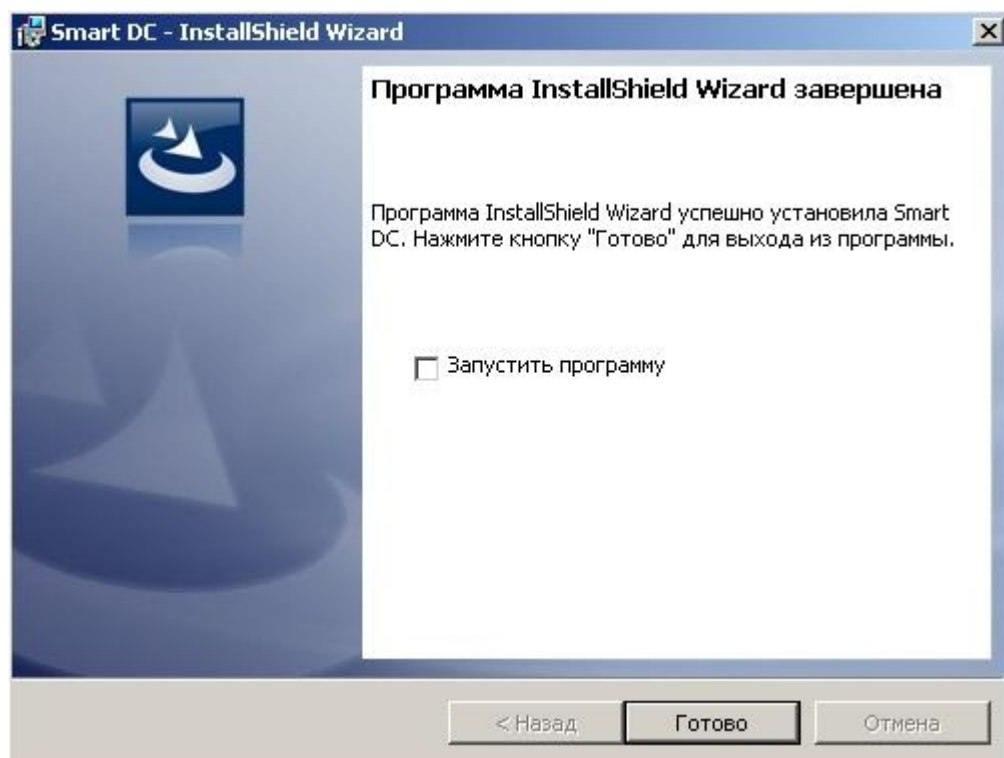 Smart DC - InstallShield Wizard
Программа InstallShield Wizard завершена
Программа InstallShield Wizard успешно установила Smart
DC. Нажмите кнопку "Готово" для выхода из программы.
Запустить программу
< Назад Готово Отмена